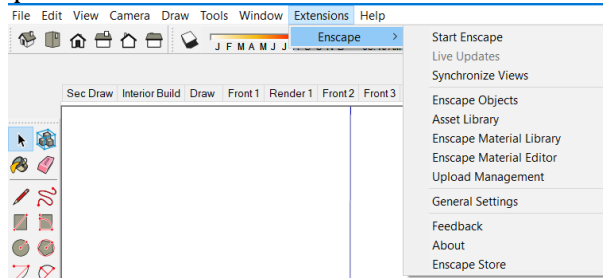 File Edit View Camera Draw Tools Window Extensions Help
J F M A M J J
Enscape
Start Enscape
Live Updates
Synchronize Views
Enscape Objects
Asset Library
Enscape Material Library
Enscape Material Editor
Upload Management
General Settings
Feedback
About
Enscape Store
Sec Draw Interior Build Draw Front 1 Render 1 Front 2 Front 3